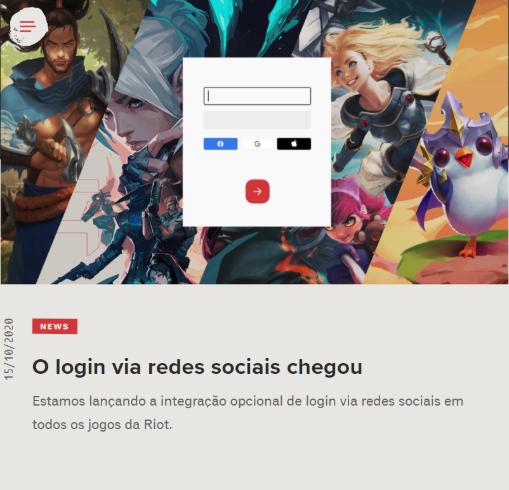 NEWS
15/10/2020
O login via redes sociais chegou
Estamos lançando a integração opcional de login via redes sociais em
todos os jogos da Riot.